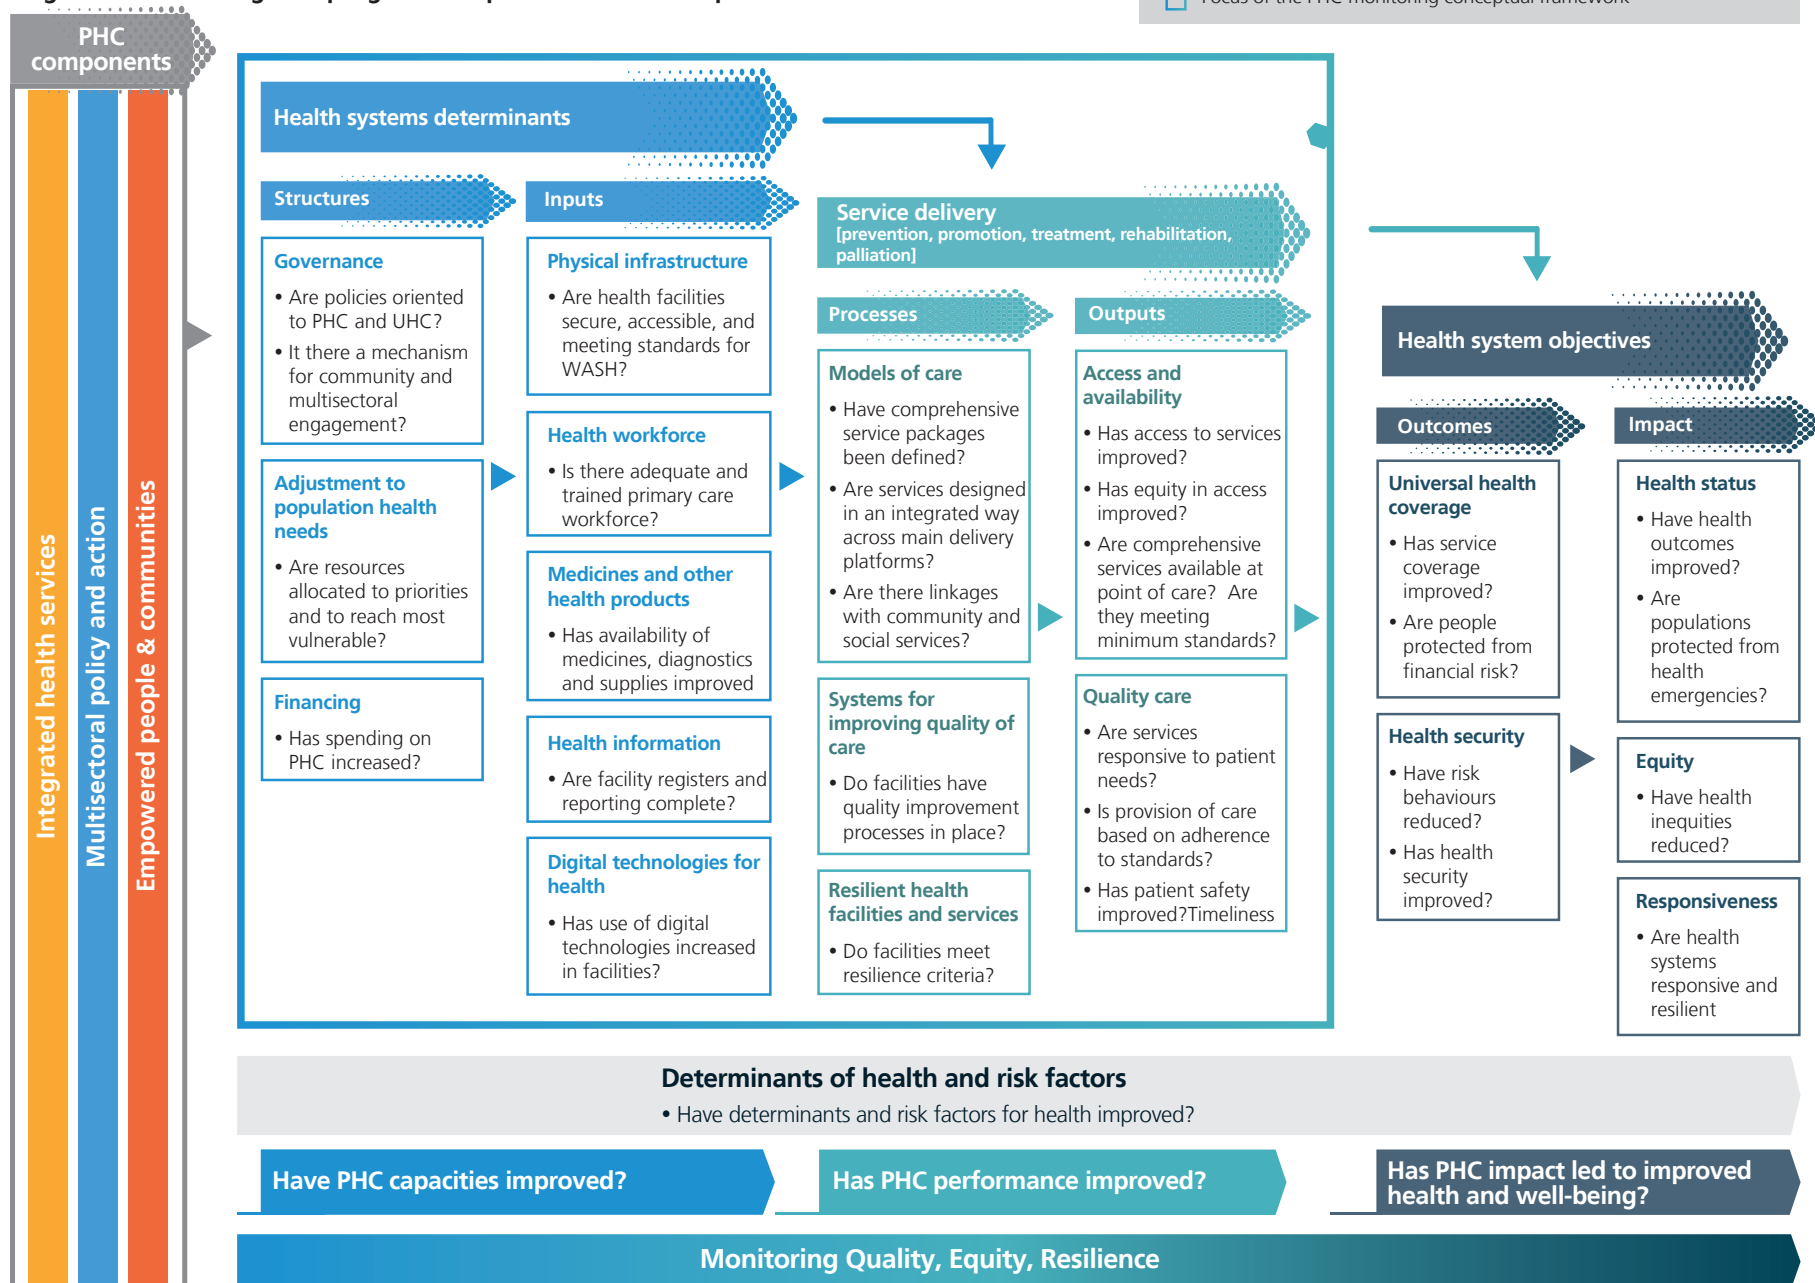 Focus of the PHC monitoring conceptual framework
PHC
components
Integrated health services
Multisectoral policy and action
Empowered people & communities
Health systems determinants
Structures
Governance
• Are policies oriented
to PHC and UHC?
• It there a mechanism
for community and
multisectoral
engagement?
Adjustment to
population health
needs
• Are resources
allocated to priorities
and to reach most
vulnerable?
Financing
• Has spending on
PHC increased?
Inputs
Physical infrastructure
• Are health facilities
secure, accessible, and
meeting standards for
WASH?
Health workforce
• Is there adequate and
trained primary care
workforce?
Medicines and other
health products
• Has availability of
medicines, diagnostics
and supplies improved
Health information
• Are facility registers and
reporting complete?
Digital technologies for
health
• Has use of digital
technologies increased
in facilities?
Service delivery
[prevention, promotion, treatment, rehabilitation,
palliation]
Processes
Models of care
• Have comprehensive
service packages
been defined?
• Are services designed
in an integrated way
across main delivery
platforms?
• Are there linkages
with community and
social services?
Systems for
improving quality of
care
• Do facilities have
quality improvement
processes in place?
Resilient health
facilities and services
• Do facilities meet
resilience criteria?
Outputs
Access and
availability
• Has access to services
improved?
• Has equity in access
improved?
• Are comprehensive
services available at
point of care? Are
they meeting
minimum standards?
Quality care
• Are services
responsive to patient
needs?
• Is provision of care
based on adherence
to standards?
• Has patient safety
improved?Timeliness
Health system objectives
Outcomes
Universal health
coverage
• Has service
coverage
improved?
• Are people
protected from
financial risk?
Health security
• Have risk
behaviours
reduced?
• Has health
security
improved?
Impact
Health status
• Have health
outcomes
improved?
• Are
populations
protected from
health
emergencies?
Equity
• Have health
inequities
reduced?
Responsiveness
• Are health
systems
responsive and
resilient
Determinants of health and risk factors
• Have determinants and risk factors for health improved?
Have PHC capacities improved?
Has PHC performance improved?
Has PHC impact led to improved
health and well-being?
Monitoring Quality, Equity, Resilience